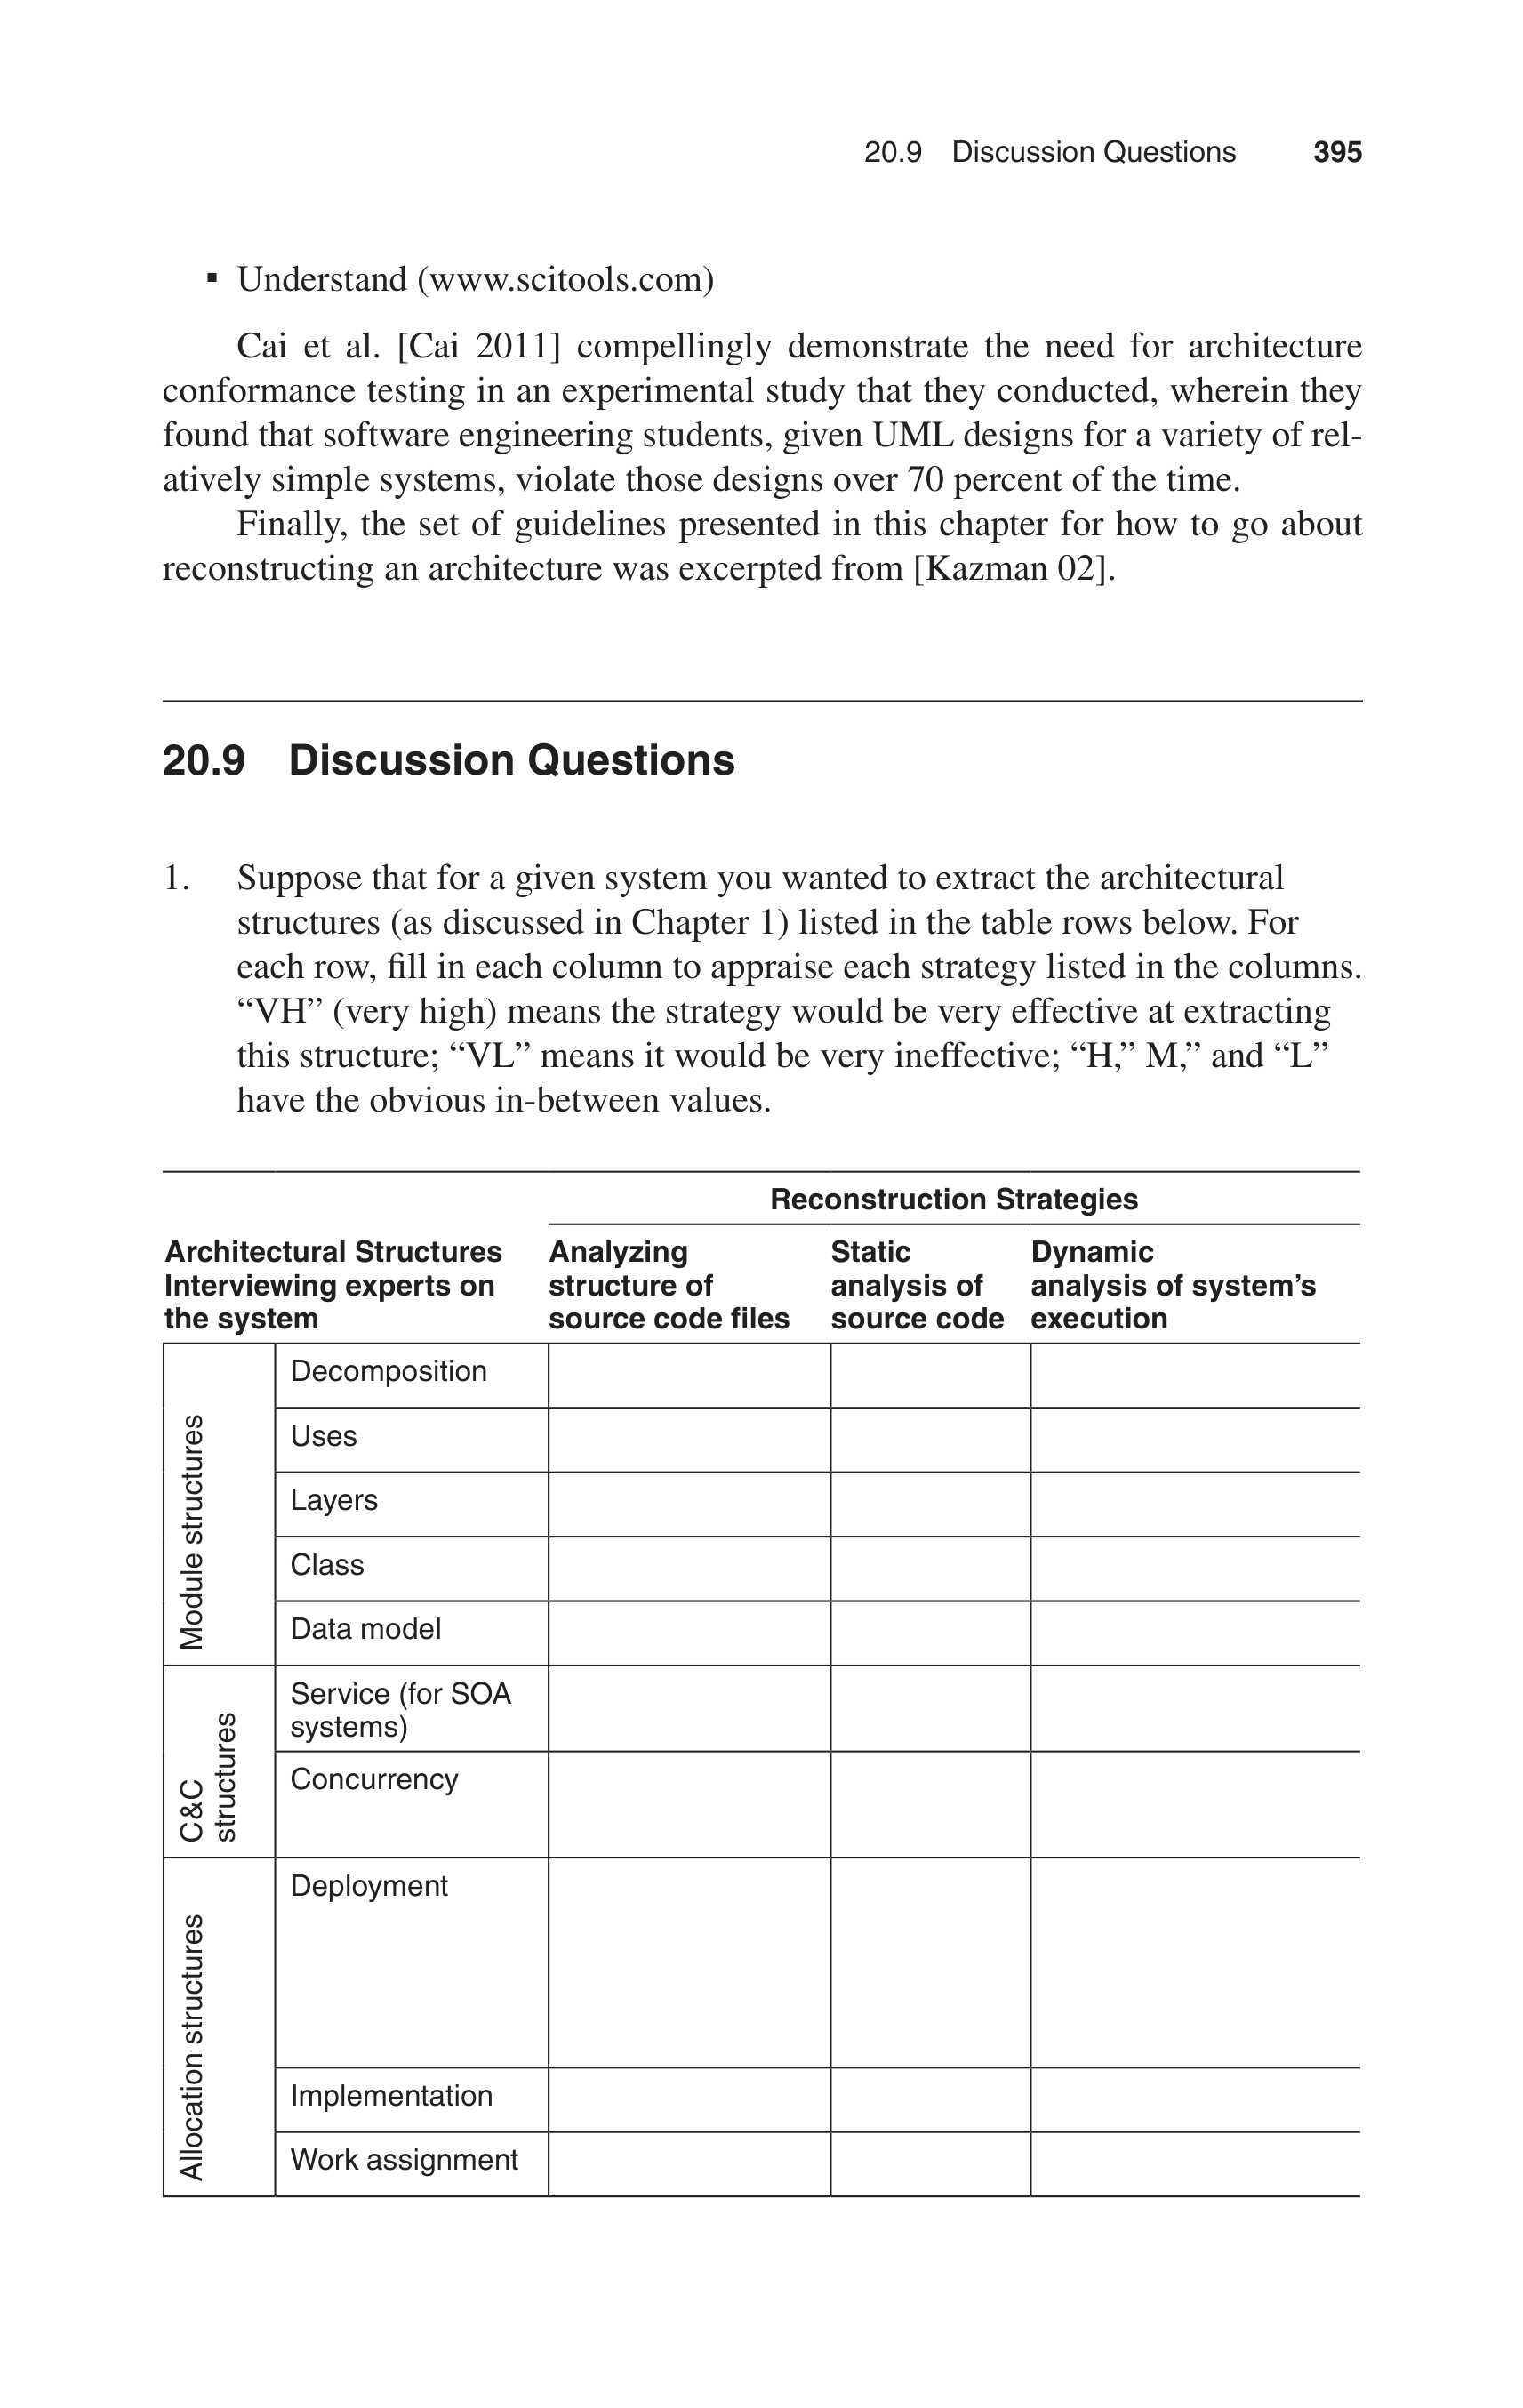 20.9 Discussion Questions 395
▪ Understand (www.scitools.com)
Cai et al. [Cai 2011] compellingly demonstrate the need for architecture
conformance testing in an experimental study that they conducted, wherein they
found that software engineering students, given UML designs for a variety of rel-
atively simple systems, violate those designs over 70 percent of the time.
Finally, the set of guidelines presented in this chapter for how to go about
reconstructing an architecture was excerpted from [Kazman 02].
20.9 Discussion Questions
1. Suppose that for a given system you wanted to extract the architectural
structures (as discussed in Chapter 1) listed in the table rows below. For
each row, fill in each column to appraise each strategy listed in the columns.
“VH” (very high) means the strategy would be very effective at extracting
this structure; “VL” means it would be very ineffective; “H,” M,” and “L”
have the obvious in-between values.
Reconstruction Strategies
Architectural Structures Analyzing Static Dynamic
Interviewing experts on structure of analysis of analysis of system’s
the system source code files source code execution
Module structures
Decomposition
Uses
Layers
Class
Data model
C&C
structures
Service (for SOA
systems)
Concurrency
Allocation structures
Deployment
Implementation
Work assignment